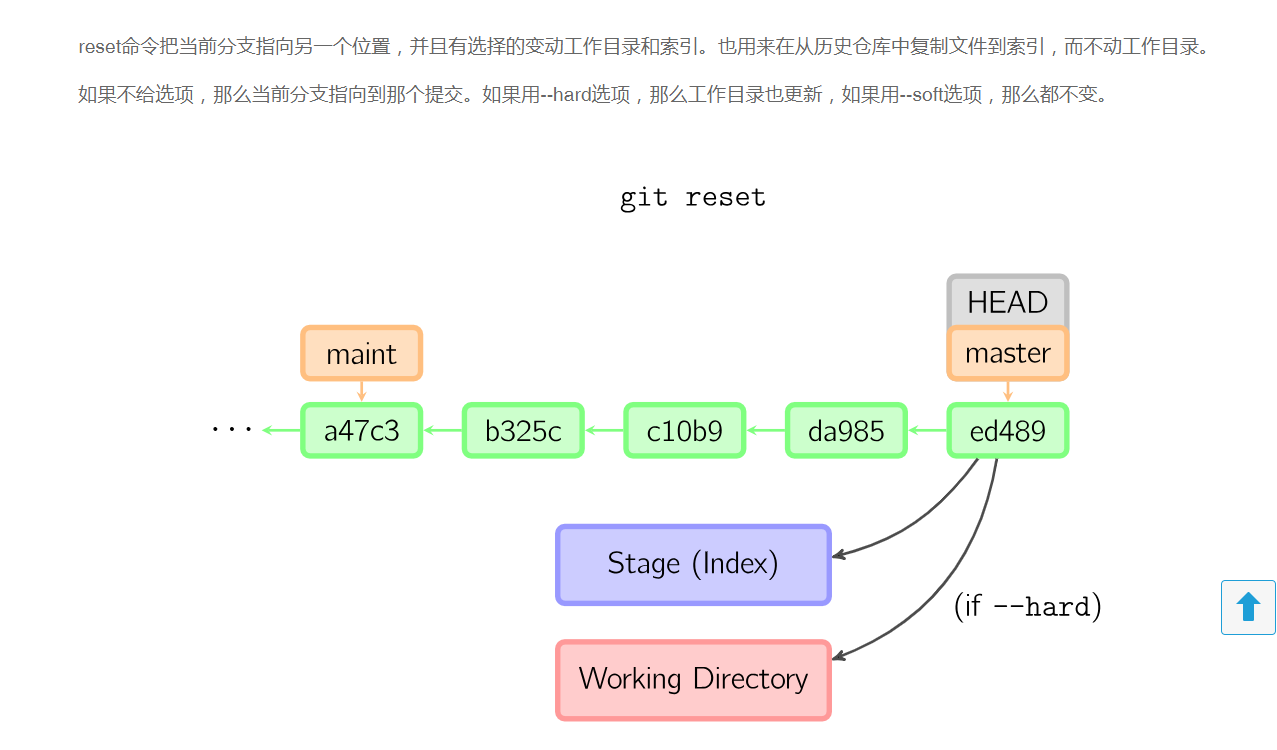 reset命令把当前分支指向另一个位置，并且有选择的变动工作目录和索引。也用来在从历史仓库中复制文件到索引，而不动工作目录。
如果不给选项，那么当前分支指向到那个提交。如果用--hard选项，那么工作目录也更新，如果用--soft选项，那么都不变。
git reset
HEAD
maint
master
... a47c3 b325c c10b9 da985 ed489
Stage (Index)
(if --hard)
Working Directory